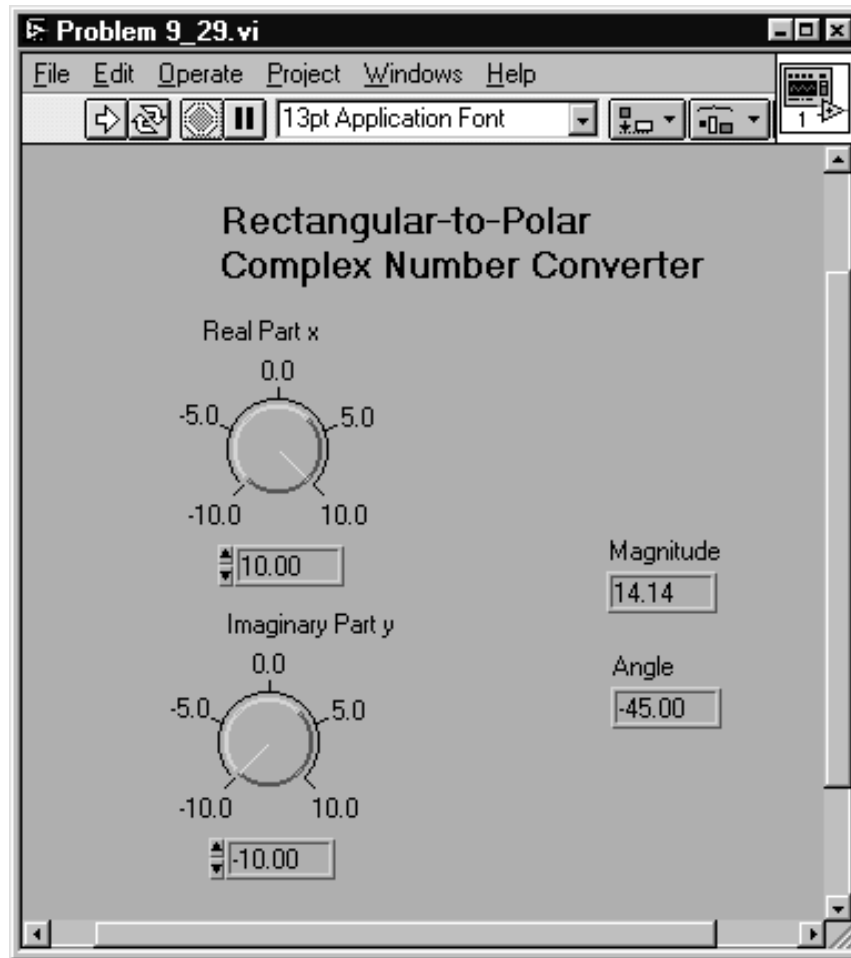 Problem 9_29.vi
File Edit Operate Project Windows Help
13pt Application Font
1
Rectangular-to-Polar
Complex Number Converter
Real Part x
0.0
-5.0 5.0
-10.0 10.0
10.00
Magnitude
14.14
Imaginary Part y
0.0
Angle
-5.0 5.0
-45.00
-10.0 10.0
-10.00